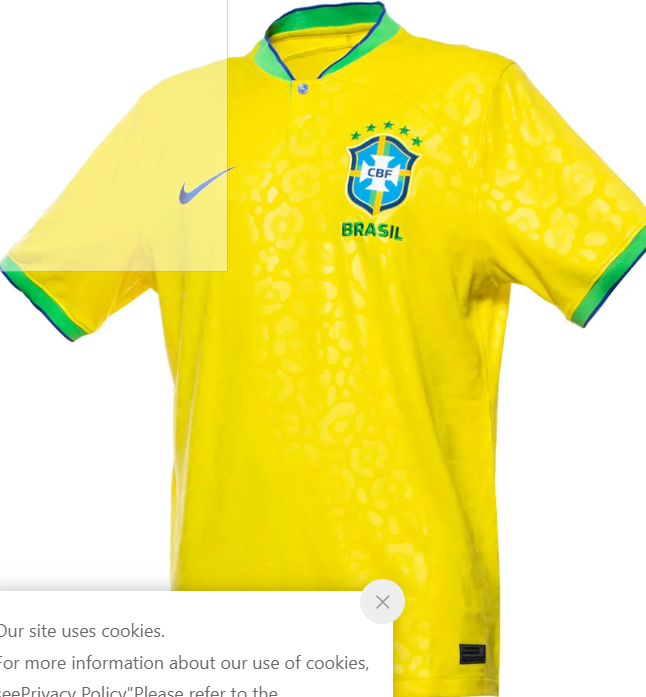 CBF
BRASIL
Our site uses cookies.
For more information about our use of cookies,
seePrivacy Policy"Please refer to the